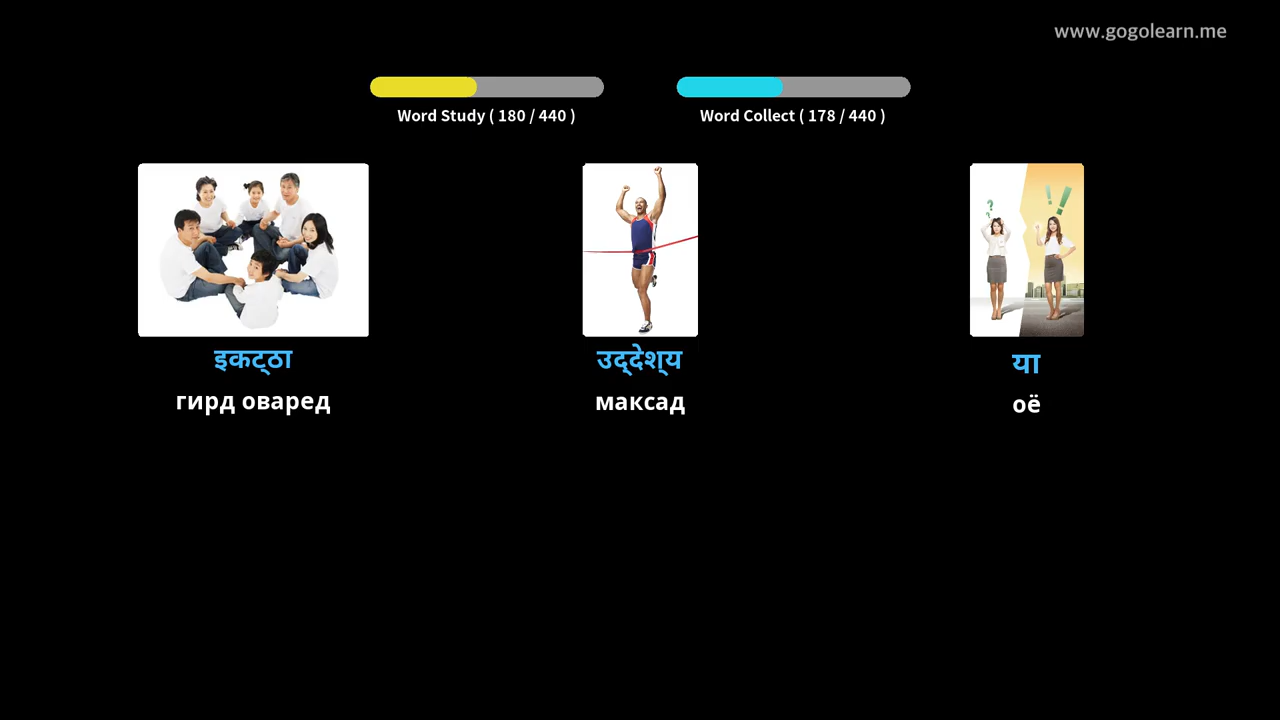 www.gogolearn.me
Word Study ( 180 / 440 )
Word Collect ( 178 / 440 )
इकट्ठा
उद्देश्य
या
гирд оваред
максад
оё